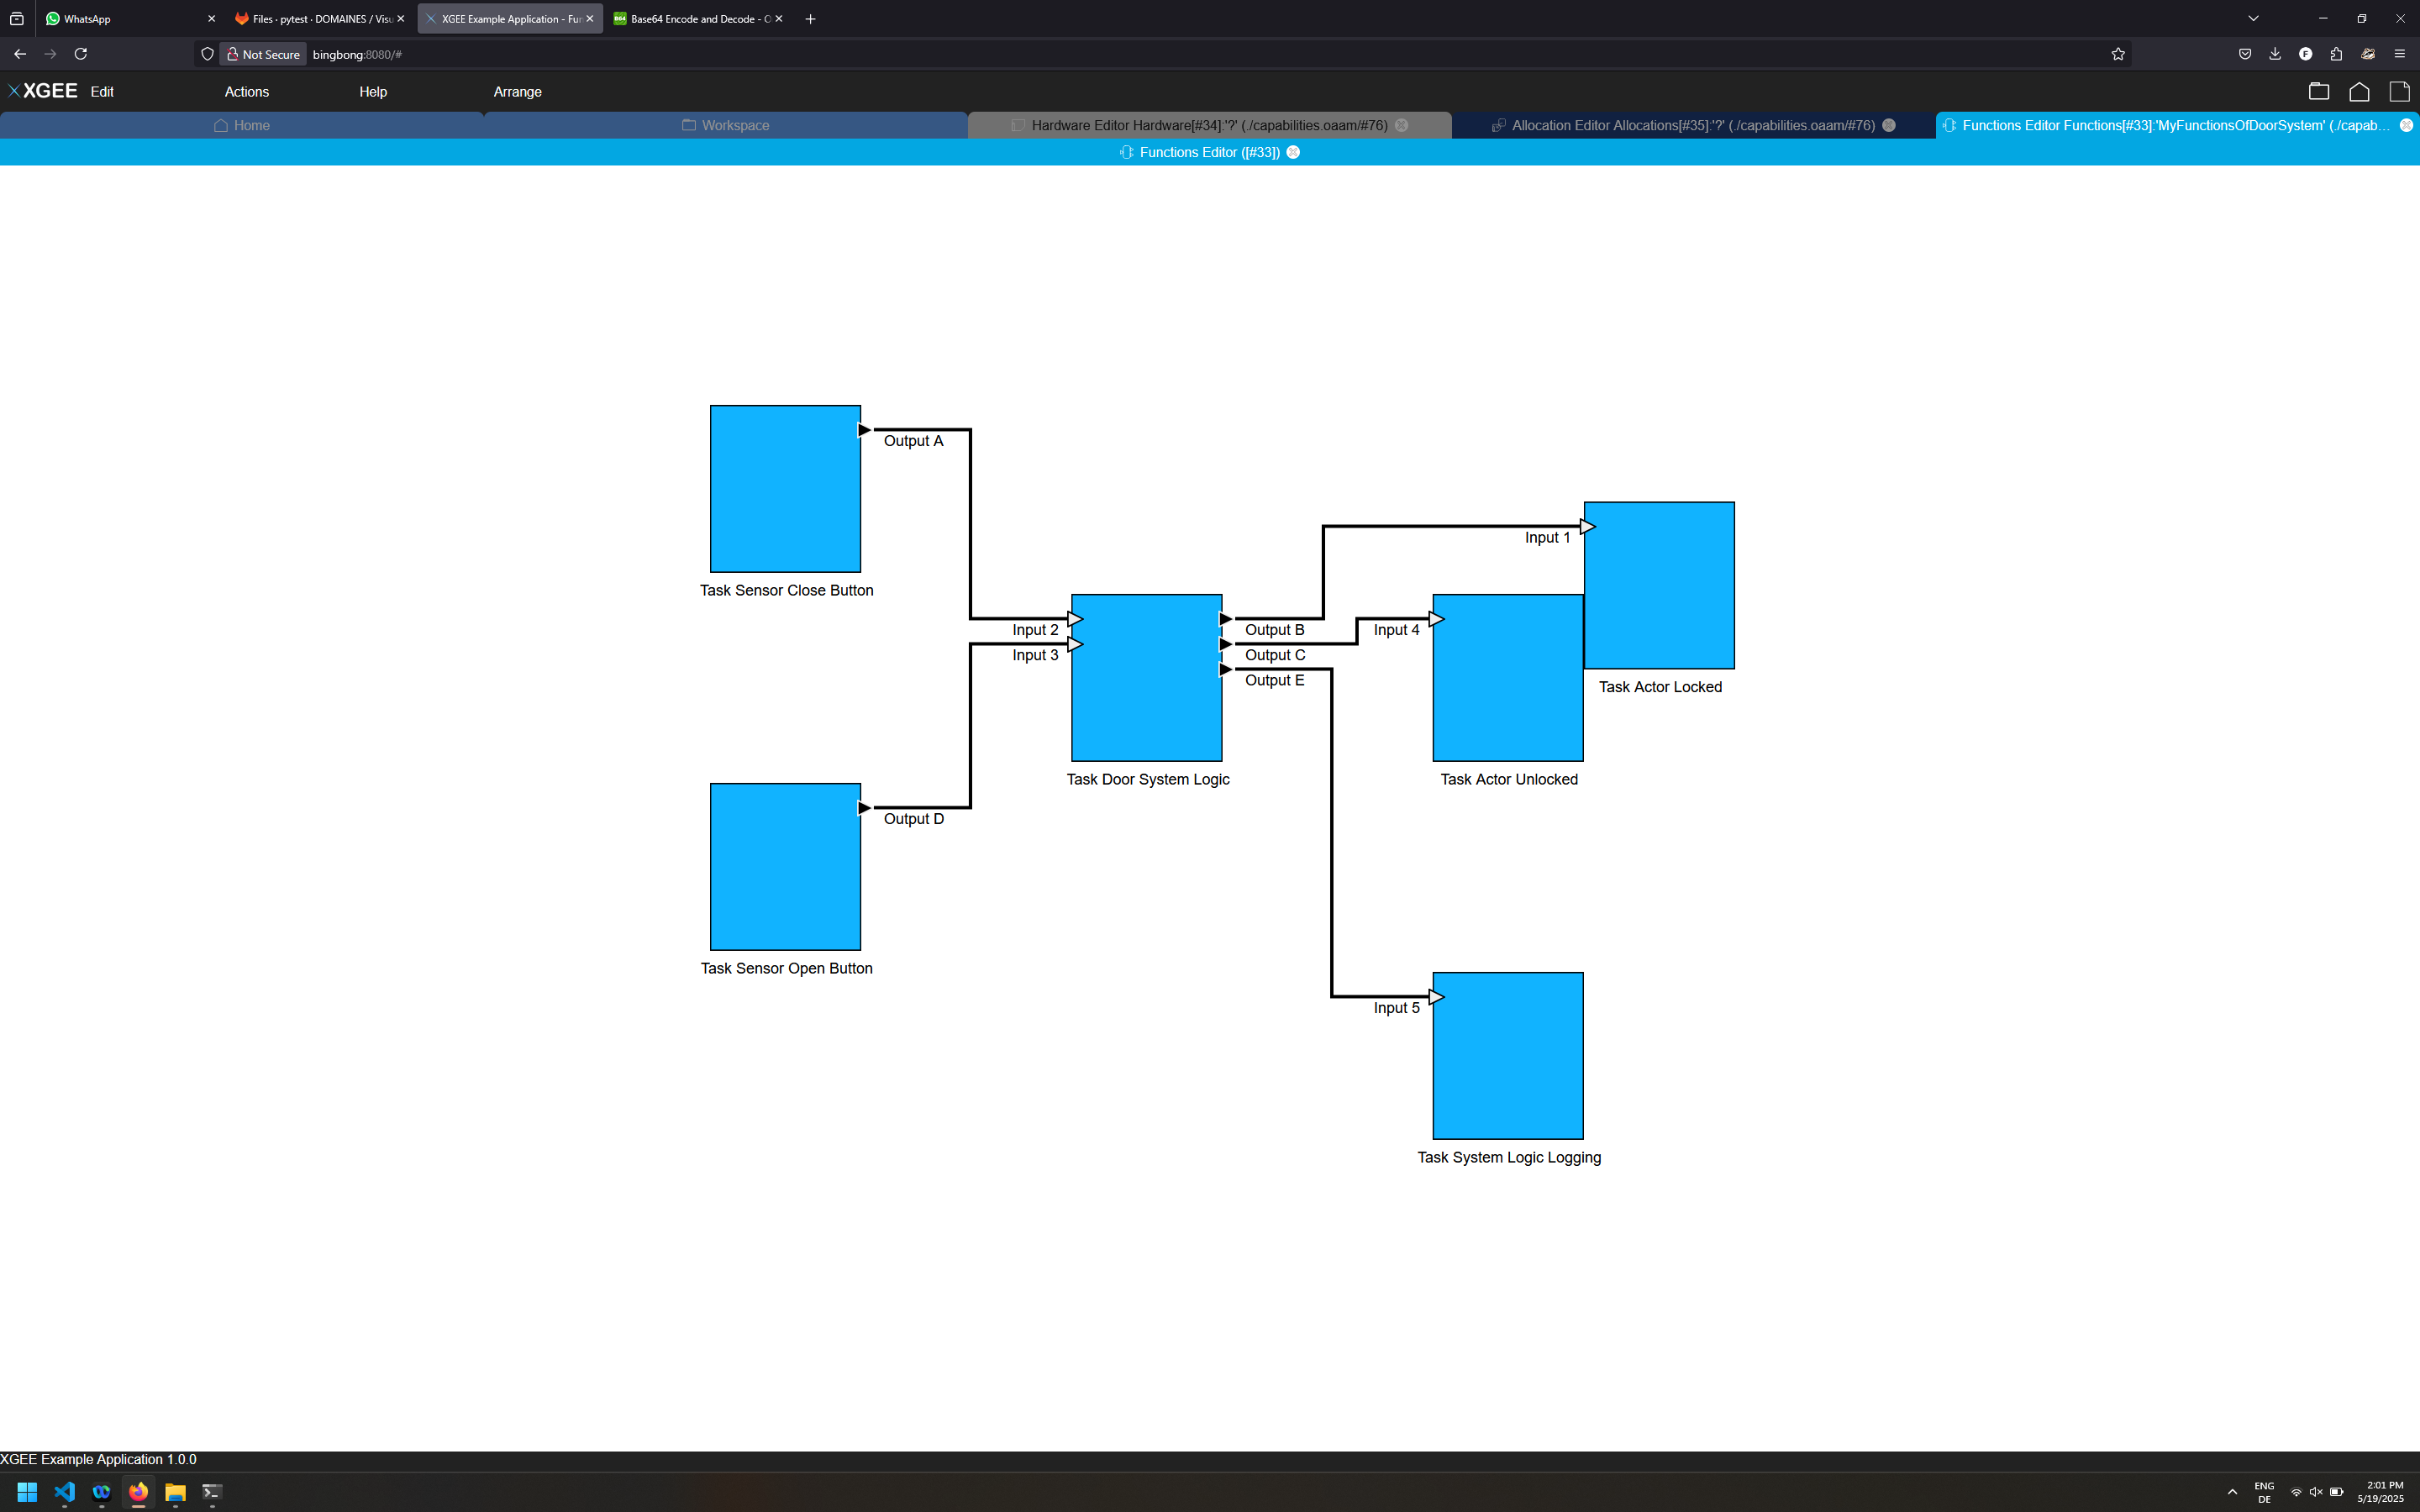 WhatsApp
Files · pytest · DOMAINES / Visu
XGEE Example Application - Fun
B64 Base64 Encode and Decode - O
Not Secure bingbong:8080/#
F
XGEE Edit Actions Help Arrange
Home
Workspace
Hardware Editor Hardware[#34]:'?' (./capabilities.oaam/#76)
Allocation Editor Allocations[#35]:'?' (./capabilities.oaam/#76)
Functions Editor Functions[#33]:'MyFunctionsOfDoorSystem' (./capab...
Functions Editor ([#33])
Output A
Task Sensor Close Button
Input 1
Input 2
Input 3
Output B
Output C
Output E
Input 4
Task Actor Locked
Task Door System Logic
Task Actor Unlocked
Output D
Task Sensor Open Button
Input 5
Task System Logic Logging
XGEE Example Application 1.0.0
ENG
DE
2:01 PM
5/19/2025